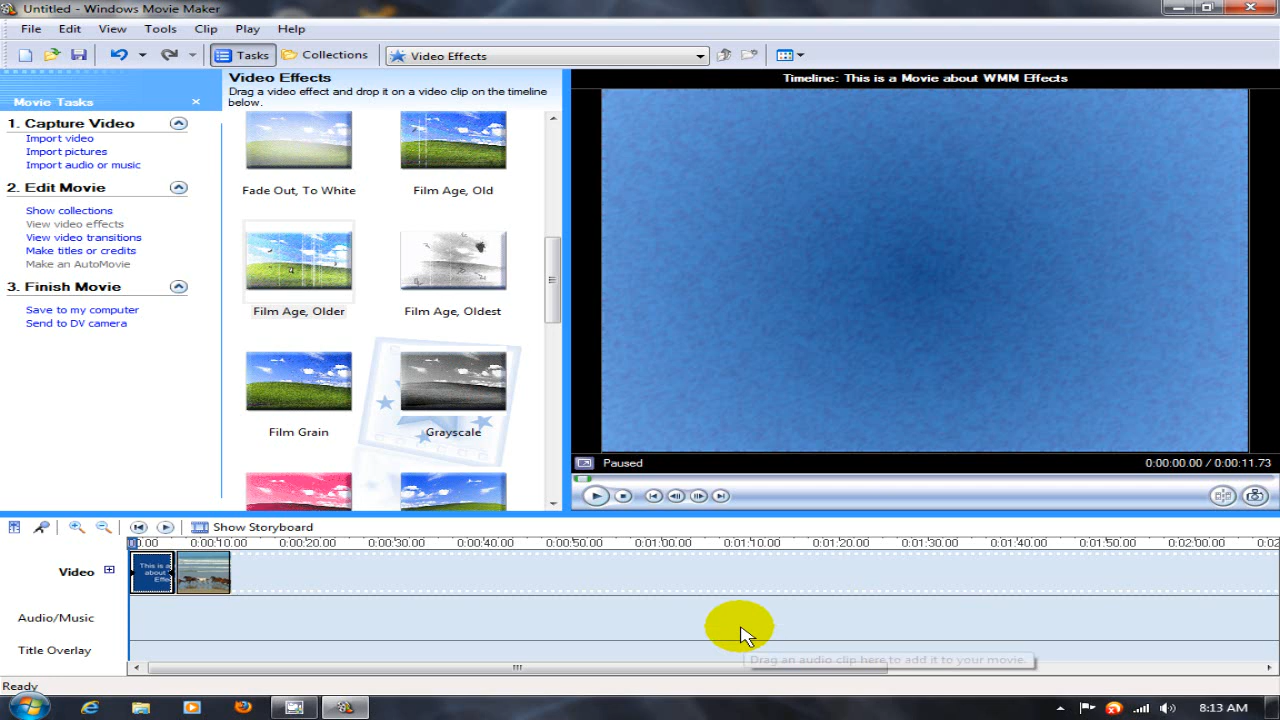 Untitled - Windows Movie Maker
File Edit View Tools Clip Play Help
Tasks Collections Video Effects
Movie Tasks
1. Capture Video
Import video
Import pictures
Import audio or music
2. Edit Movie
Show collections
View video effects
View video transitions
Make titles or credits
Make an AutoMovie
3. Finish Movie
Save to my computer
Send to DV camera
Video Effects
Drag a video effect and drop it on a video clip on the timeline
below.
Fade Out, To White Film Age, Old
Film Age, Older Film Age, Oldest
Film Grain Grayscale
Timeline: This is a Movie about WMM Effects
Paused 0:00:00.00 / 0:00:11.73
Show Storyboard
0:00 0:00:10.00 0:00:20.00 0:00:30.00 0:00:40.00 0:00:50.00 0:01:00.00 0:01:10.00 0:01:20.00 0:01:30.00 0:01:40.00 0:01:50.00 0:02:00.00 0:02
Video
This is a
about
Effe
Audio/Music
Title Overlay
Drag an audio clip here to add it to your movie.
Ready
8:13 AM